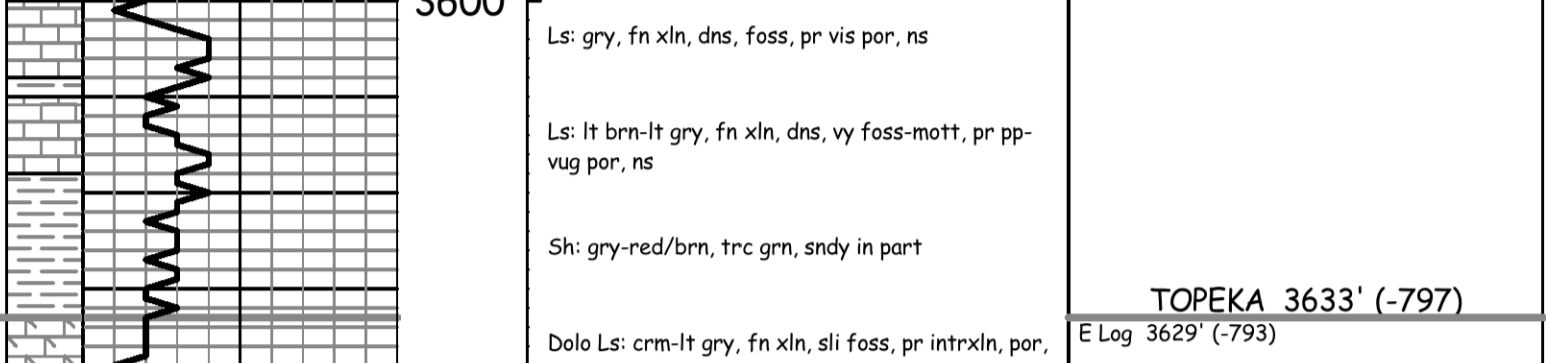 3600
Ls: gry, fn xln, dns, foss, pr vis por, ns
Ls: lt brn-lt gry, fn xln, dns, vy foss-mott, pr pp-
vug por, ns
Sh: gry-red/brn, trc grn, sndy in part
TOPEKA 3633' (-797)
E Log 3629' (-793)
Dolo Ls: crm-lt gry, fn xln, sli foss, pr intrxln, por,